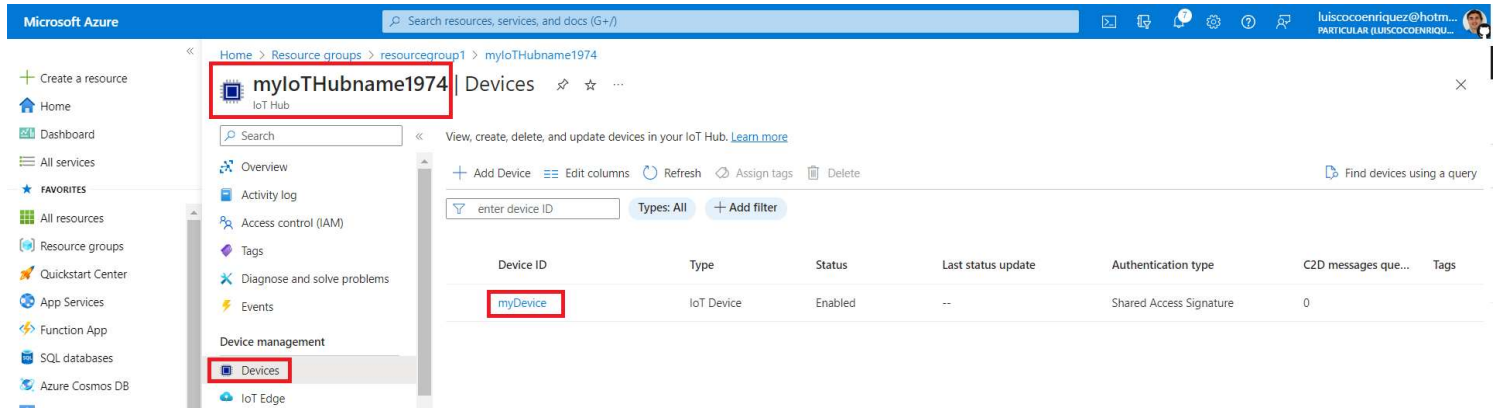 Microsoft Azure
Search resources, services, and docs (G+/)
luiscocoenriquez@hotm...
PARTICULAR (LUISCOCOENRIQU...
Home > Resource groups > resourcegroup1 > myIoTHubname1974
myIoTHubname1974 | Devices
IoT Hub
Create a resource
Home
Dashboard
All services
FAVORITES
All resources
Resource groups
Quickstart Center
App Services
Function App
SQL databases
Azure Cosmos DB
Search
Overview
Activity log
Access control (IAM)
Tags
Diagnose and solve problems
Events
Device management
Devices
IoT Edge
View, create, delete, and update devices in your IoT Hub. Learn more
Add Device Edit columns Refresh Assign tags Delete Find devices using a query
enter device ID Types: All Add filter
Device ID Type Status Last status update Authentication type C2D messages que... Tags
myDevice IoT Device Enabled -- Shared Access Signature 0